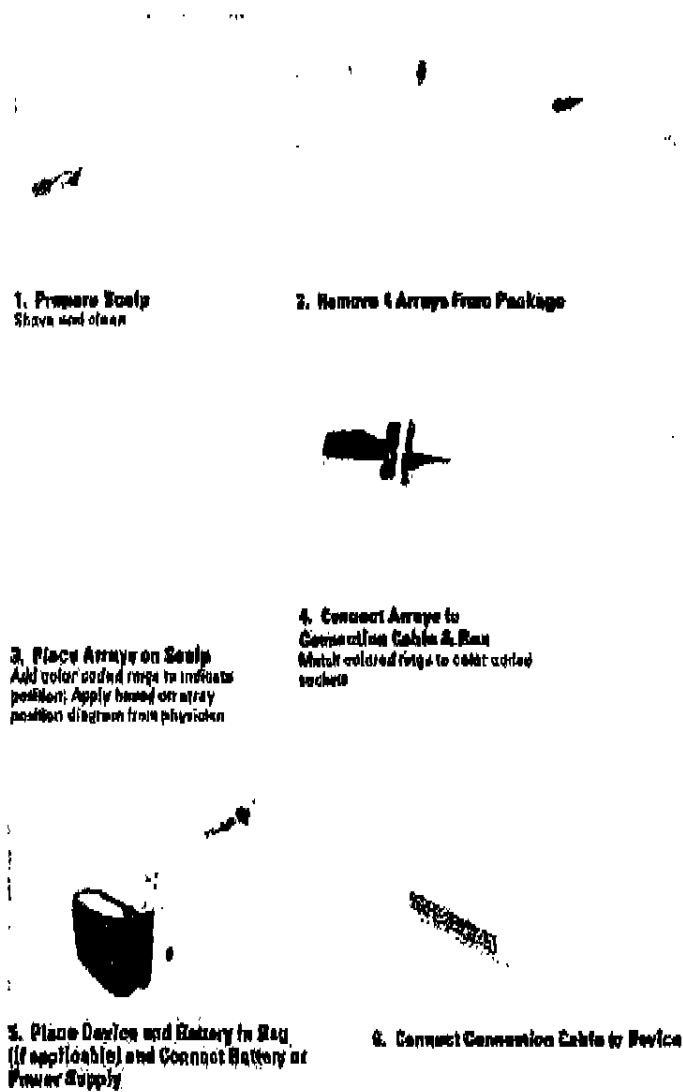 1. Prepare Scalp
Shave and clean
2. Remove 4 Arrays From Package
3. Place Arrays on Scalp
Add color coded rings to indicate
position; Apply based on array
position diagram from physician
4. Connect Arrays to
Connection Cable & Box
Match colored rings to color coded
sockets
5. Place Device and Battery in Bag
(if applicable) and Connect Battery or
Power Supply
6. Connect Connection Cable to Device